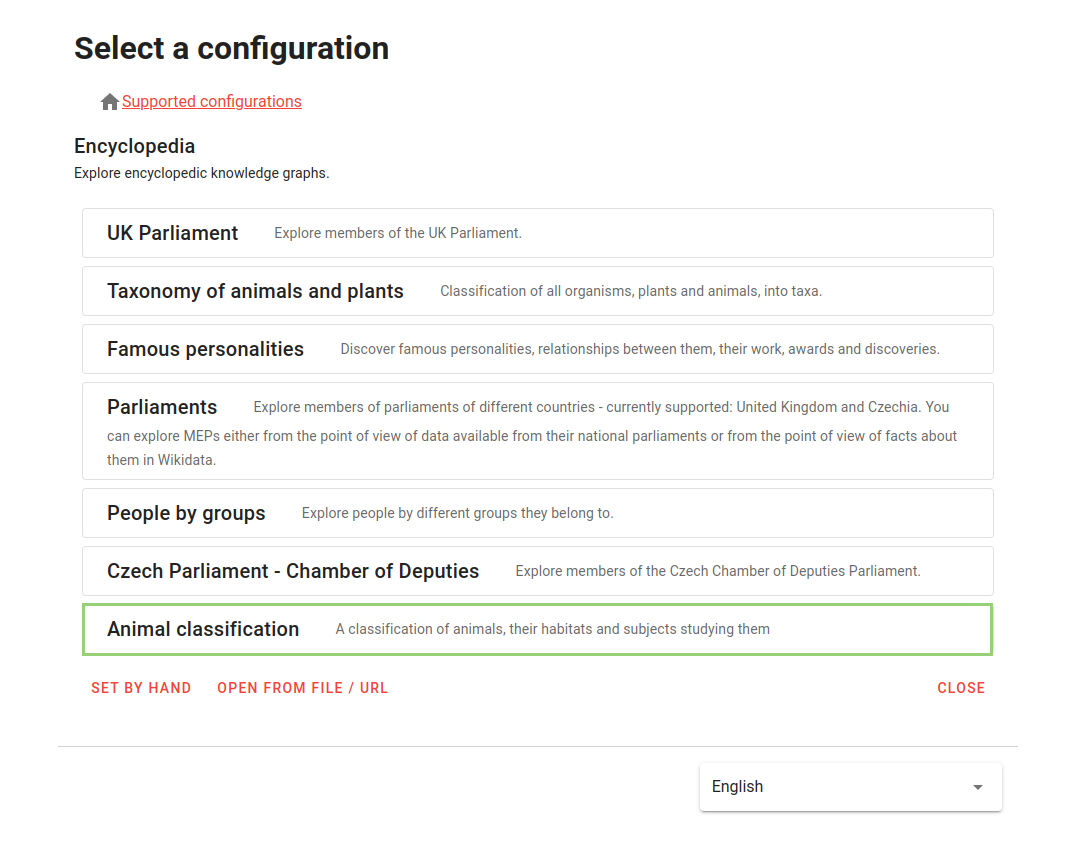 Select a configuration
Supported configurations
Encyclopedia
Explore encyclopedic knowledge graphs.
UK Parliament Explore members of the UK Parliament.
Taxonomy of animals and plants Classification of all organisms, plants and animals, into taxa.
Famous personalities Discover famous personalities, relationships between them, their work, awards and discoveries.
Parliaments Explore members of parliaments of different countries - currently supported: United Kingdom and Czechia. You
can explore MEPs either from the point of view of data available from their national parliaments or from the point of view of facts about
them in Wikidata.
People by groups Explore people by different groups they belong to.
Czech Parliament - Chamber of Deputies Explore members of the Czech Chamber of Deputies Parliament.
Animal classification A classification of animals, their habitats and subjects studying them
SET BY HAND OPEN FROM FILE / URL CLOSE
English